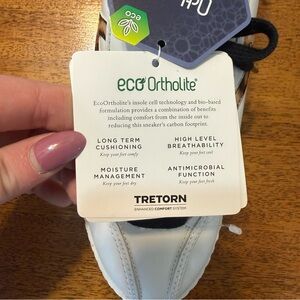 eco Ortholite®
EcoOrtholite's insole cell technology and bio-based
formulation provides a combination of benefits
including comfort from the inside out to
reducing this sneaker's carbon footprint.
LONG TERM
CUSHIONING
Keep your feet comfy
HIGH LEVEL
BREATHABILITY
Keep your feet cool
MOISTURE
MANAGEMENT
Keep your feet dry
ANTIMICROBIAL
FUNCTION
Keep your feet fresh
TRETORN
ENHANCED COMFORT SYSTEM